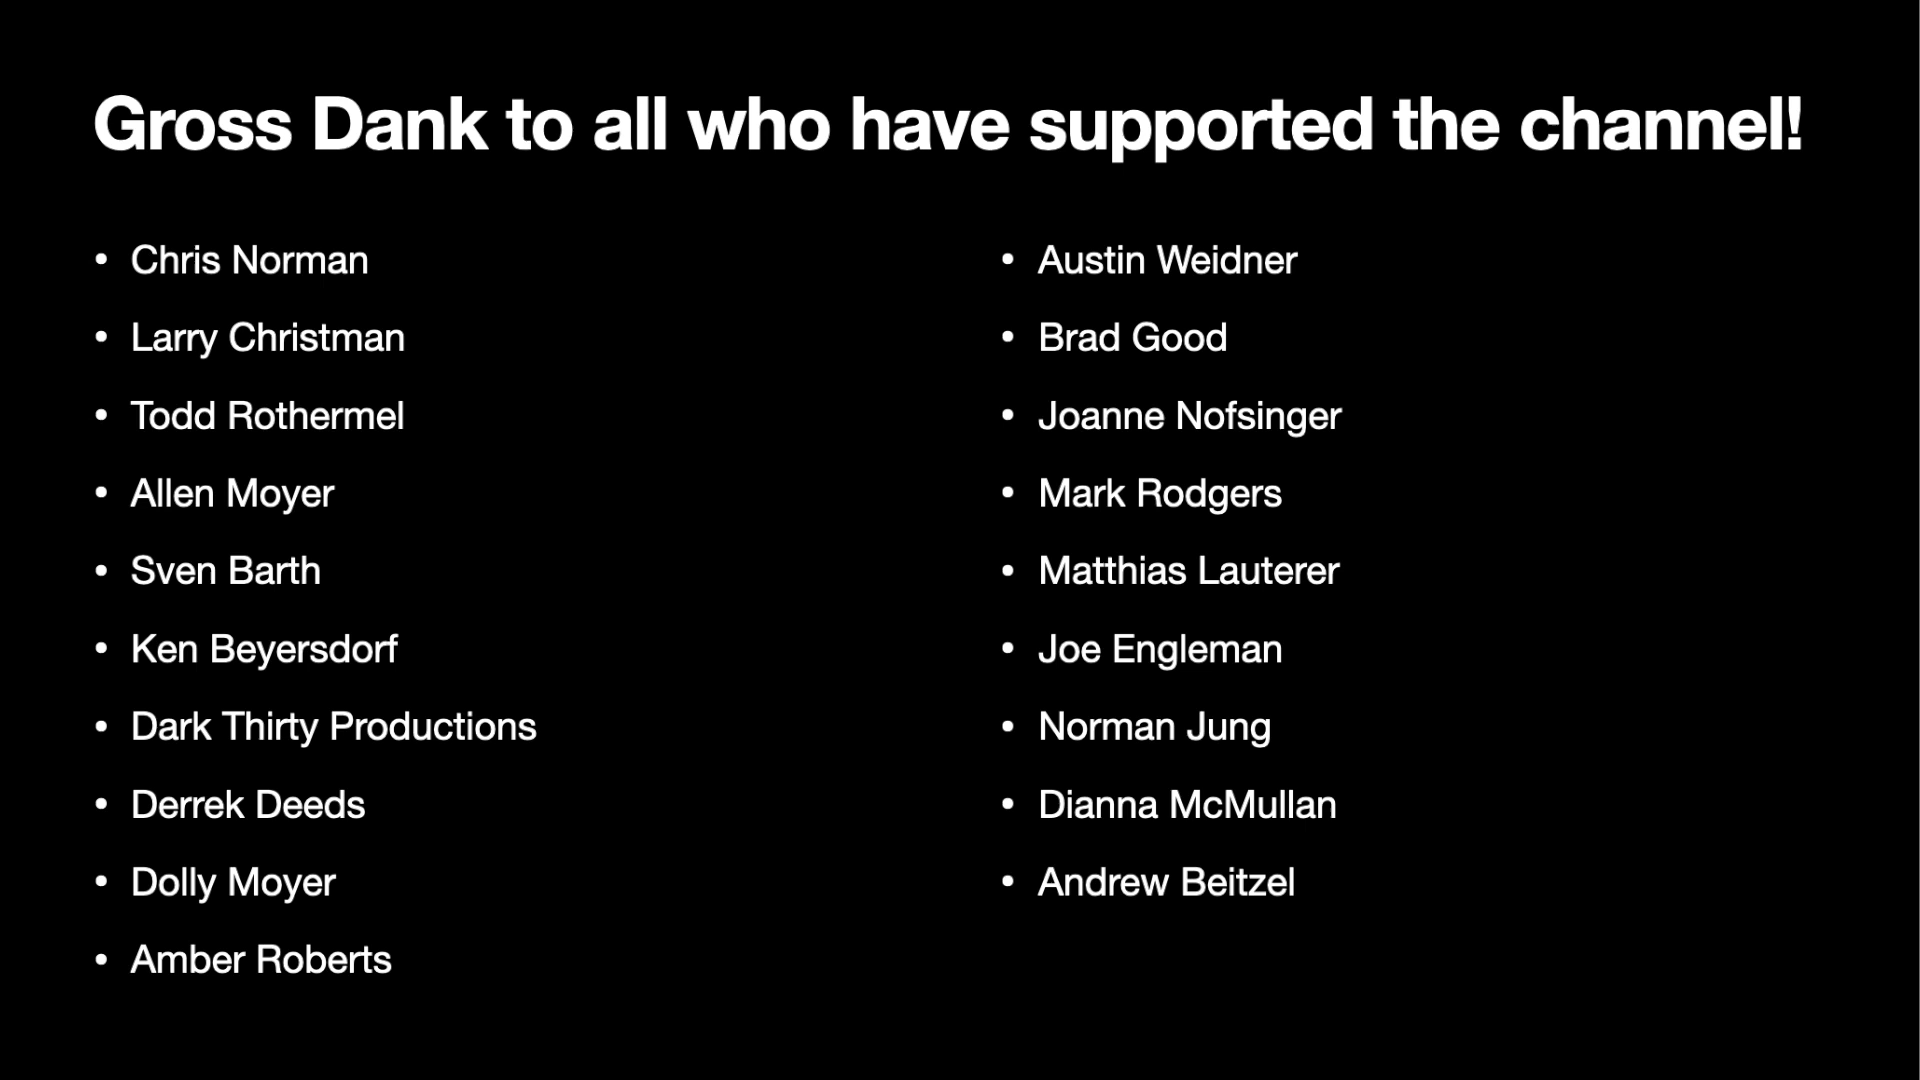 Gross Dank to all who have supported the channel!
• Chris Norman
• Larry Christman
• Todd Rothermel
• Allen Moyer
• Sven Barth
• Ken Beyersdorf
• Dark Thirty Productions
• Derrek Deeds
• Dolly Moyer
• Amber Roberts
• Austin Weidner
• Brad Good
• Joanne Nofsinger
• Mark Rodgers
• Matthias Lauterer
• Joe Engleman
• Norman Jung
• Dianna McMullan
• Andrew Beitzel